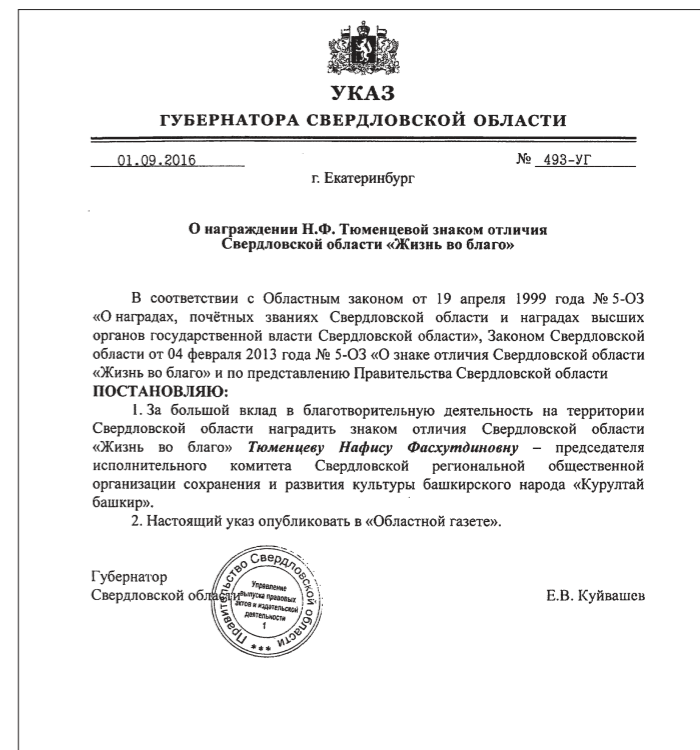 УКАЗ
ГУБЕРНАТОРА СВЕРДЛОВСКОЙ ОБЛАСТИ
01.09.2016 № 493-УГ
г. Екатеринбург
О награждении Н.Ф. Тюменцевой знаком отличия
Свердловской области «Жизнь во благо»
В соответствии с Областным законом от 19 апреля 1999 года № 5-ОЗ
«О наградах, почётных званиях Свердловской области и наградах высших
органов государственной власти Свердловской области», Законом Свердловской
области от 04 февраля 2013 года № 5-ОЗ «О знаке отличия Свердловской области
«Жизнь во благо» и по представлению Правительства Свердловской области
ПОСТАНОВЛЯЮ:
1. За большой вклад в благотворительную деятельность на территории
Свердловской области наградить знаком отличия Свердловской области
«Жизнь во благо» Тюменцеву Нафису Фасхутдиновну – председателя
исполнительного комитета Свердловской региональной общественной
организации сохранения и развития культуры башкирского народа «Курултай
башкир».
2. Настоящий указ опубликовать в «Областной газете».
Губернатор
Свердловской области Е.В. Куйвашев
Правительство Свердловской области ***
Управление
выпуска правовых
актов и издательской
деятельности
1